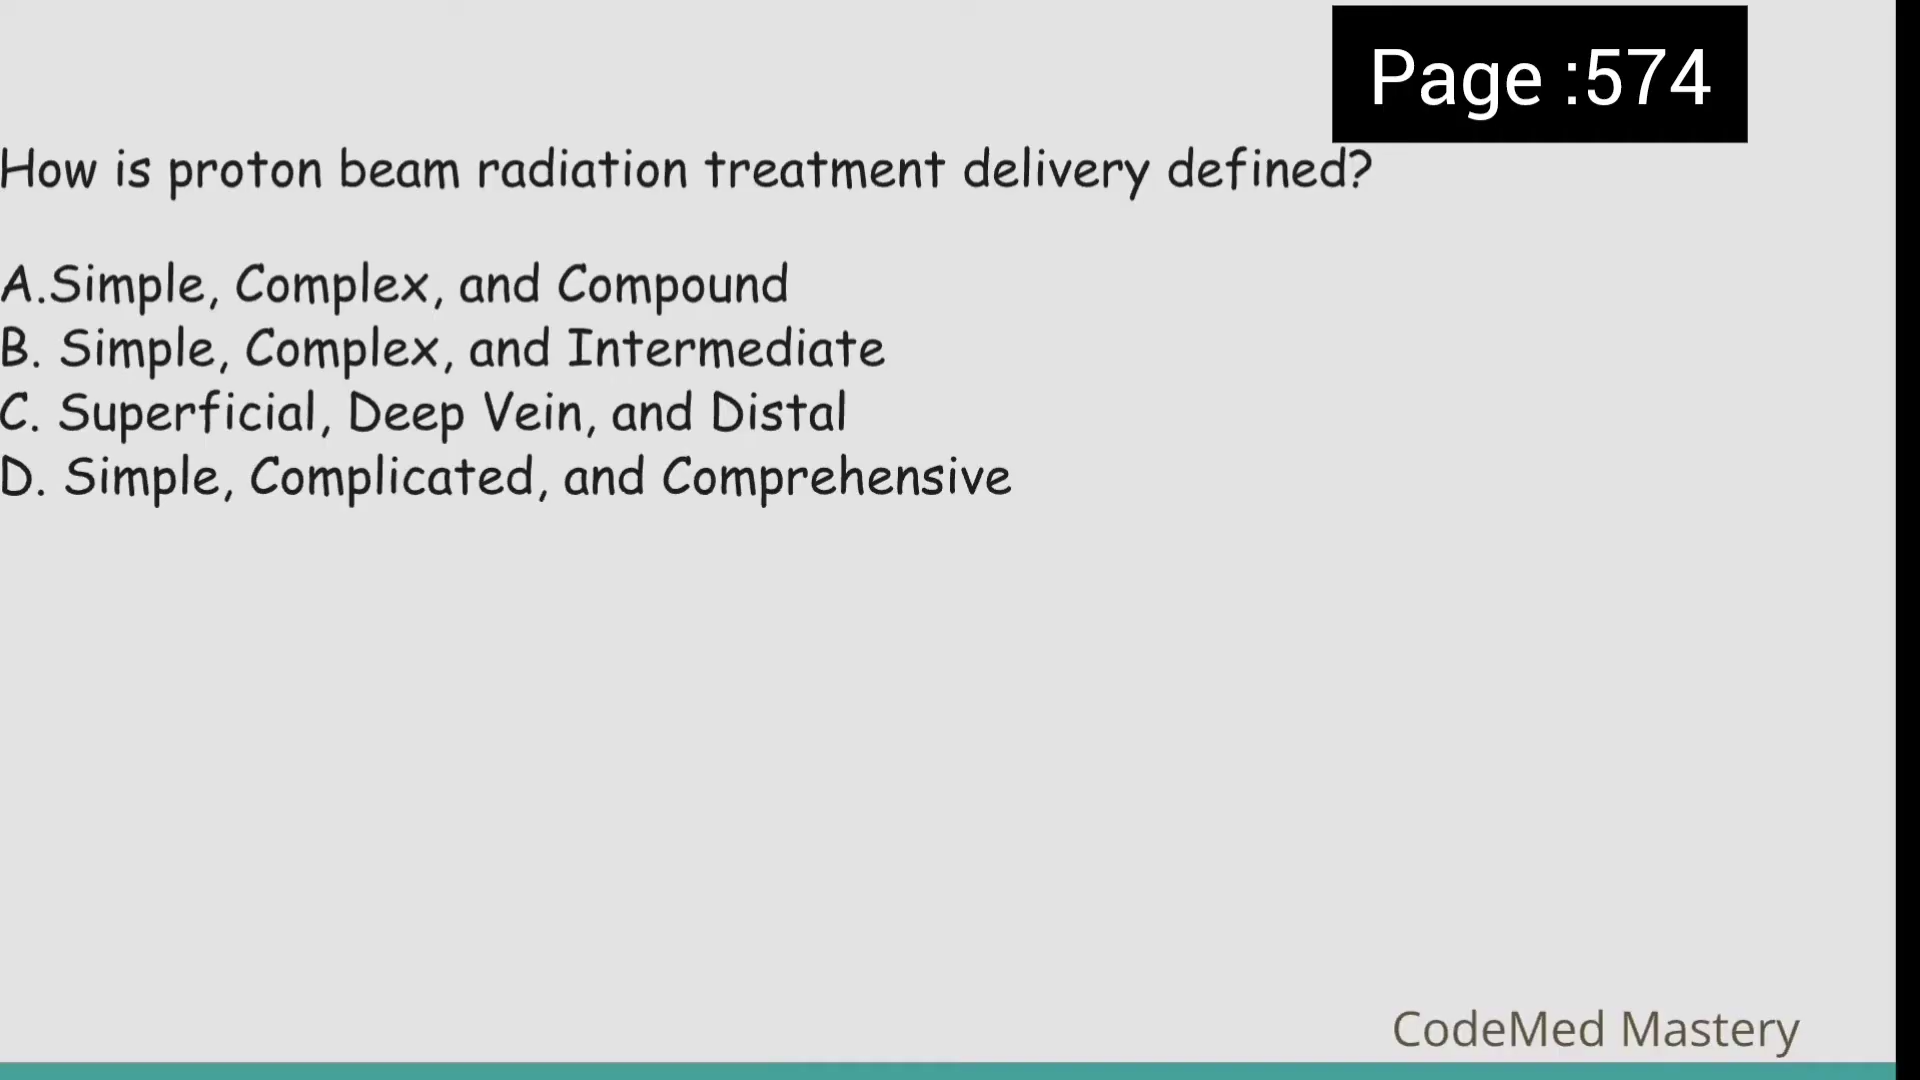 Page :574
How is proton beam radiation treatment delivery defined?
A.Simple, Complex, and Compound
B. Simple, Complex, and Intermediate
C. Superficial, Deep Vein, and Distal
D. Simple, Complicated, and Comprehensive
CodeMed Mastery